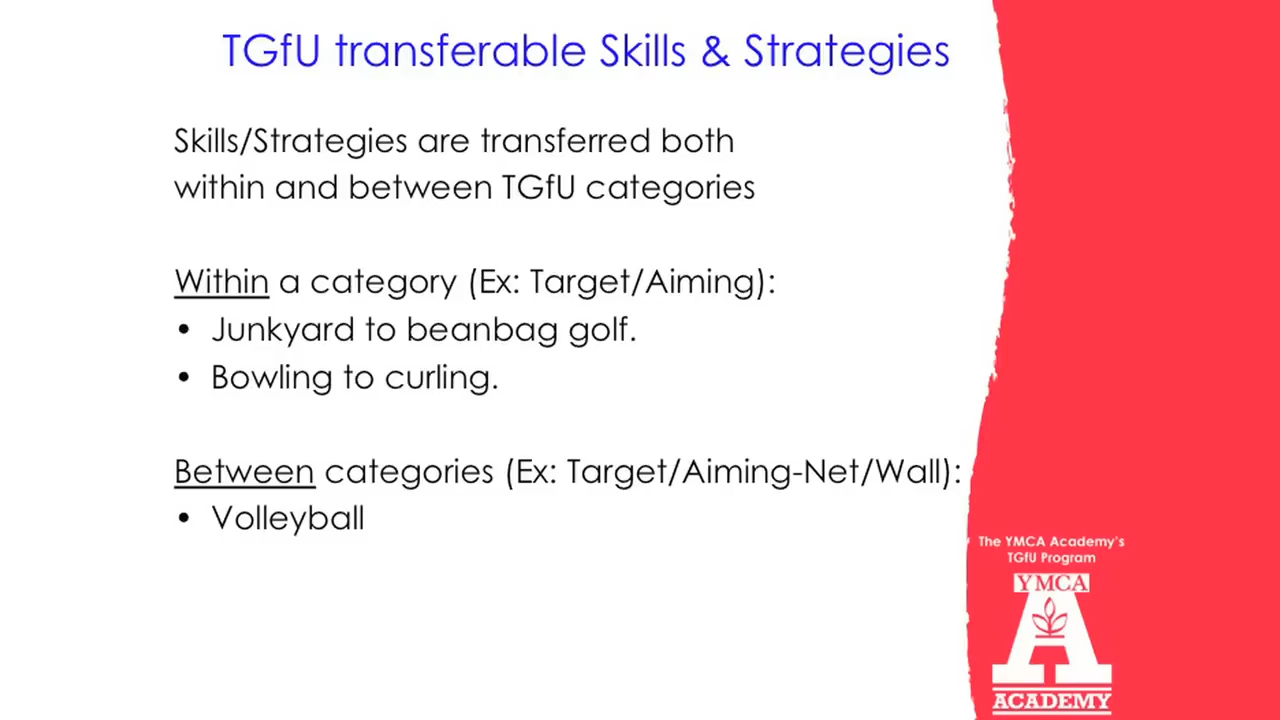 TGfU transferable Skills & Strategies
Skills/Strategies are transferred both
within and between TGfU categories
Within a category (Ex: Target/Aiming):
• Junkyard to beanbag golf.
• Bowling to curling.
Between categories (Ex: Target/Aiming-Net/Wall):
• Volleyball
The YMCA Academy's
TGfU Program
YMCA
A
ACADEMY